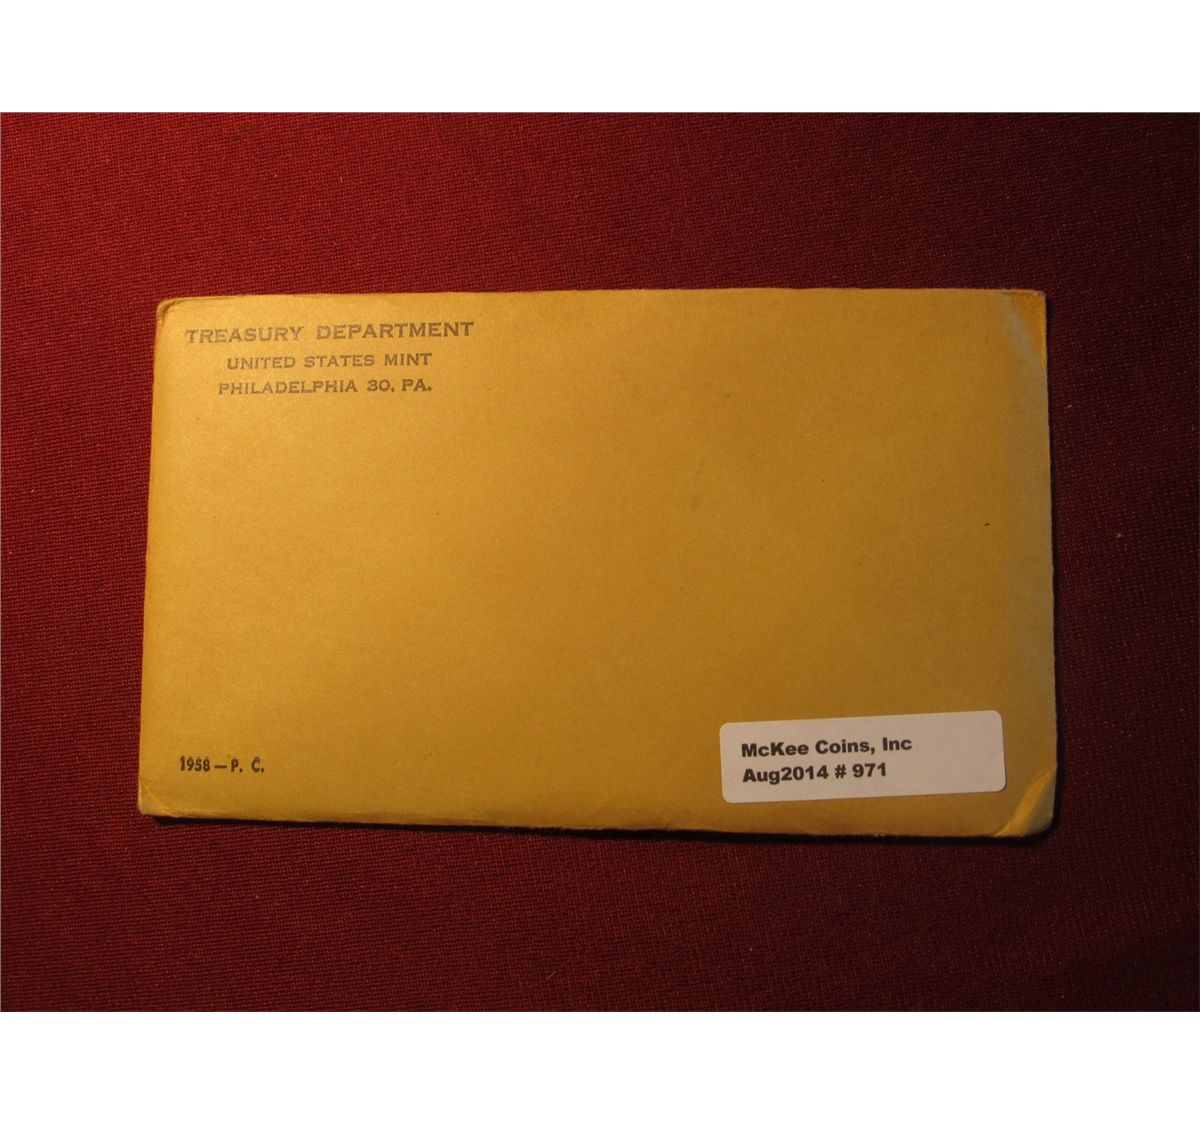 TREASURY DEPARTMENT
UNITED STATES MINT
PHILADELPHIA 30, PA.
1958 – P. C.
McKee Coins, Inc
Aug2014 # 971